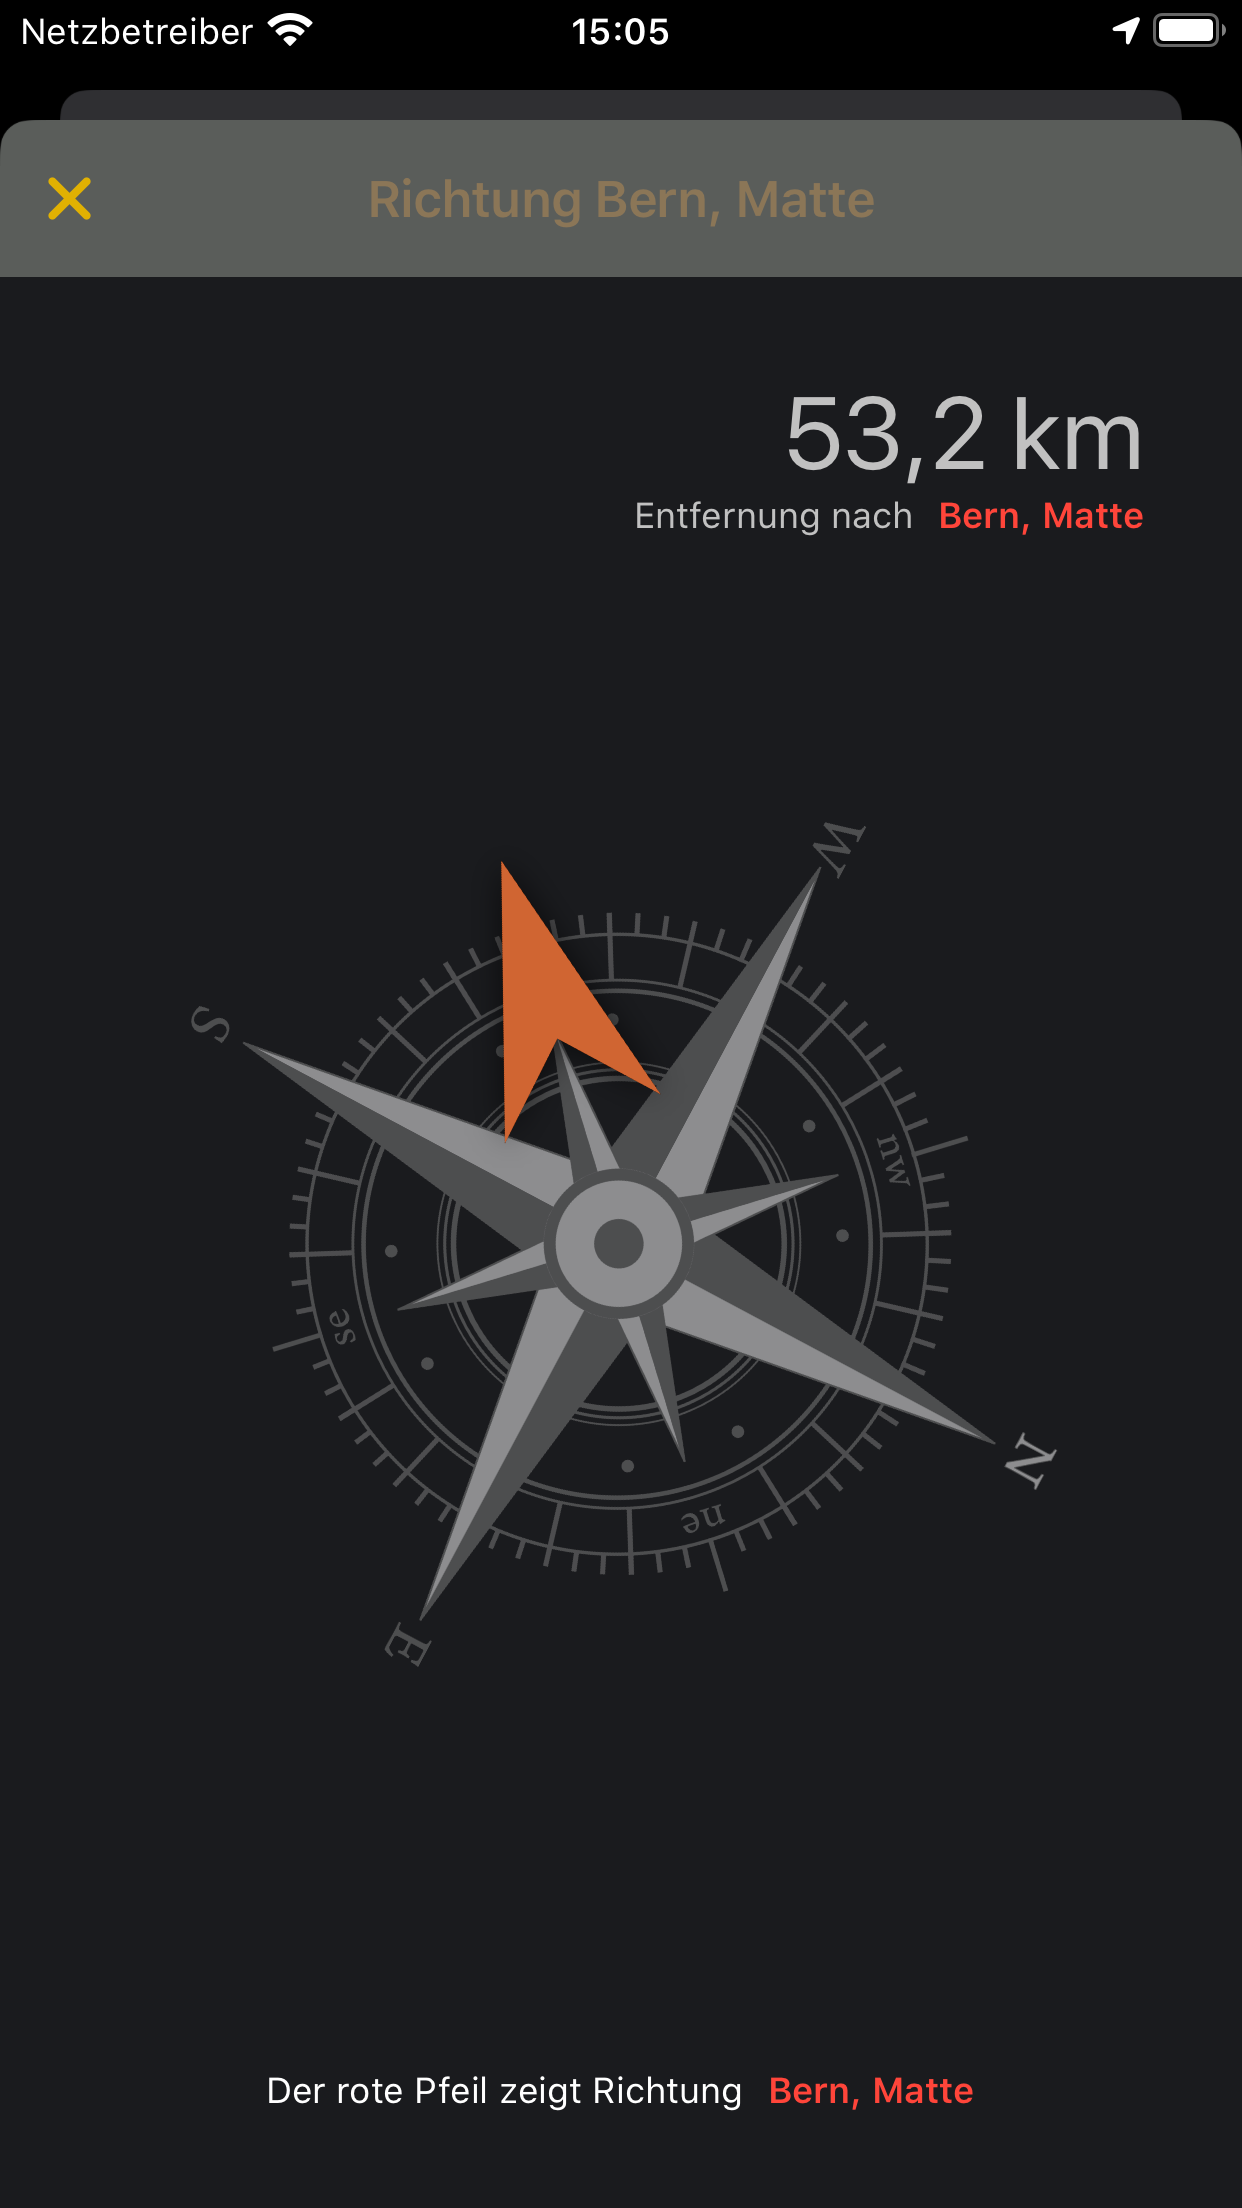 Netzbetreiber 15:05
Richtung Bern, Matte
53,2 km
Entfernung nach Bern, Matte
W
S
nw
se
N
ne
E
Der rote Pfeil zeigt Richtung Bern, Matte